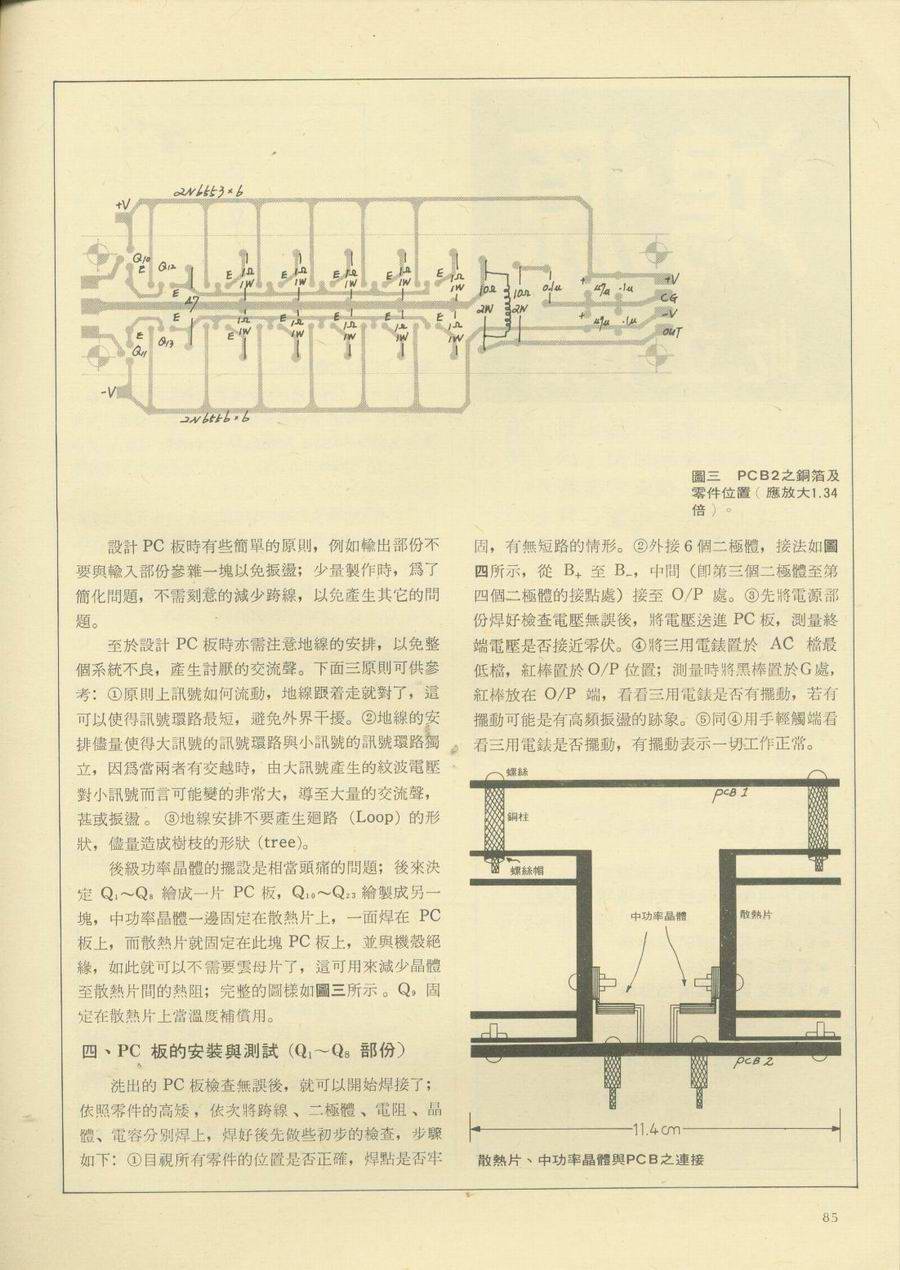 2N6553×6
+V
Q10
E
Q12
E
47
E
E
Q11
Q13
-V
E 1Ω 1W
E 1Ω 1W
E 1Ω 1W
E 1Ω 1W
E 1Ω 1W
E 1Ω 1W
E 1Ω 1W
E 1Ω 1W
E 1Ω 1W
E 1Ω 1W
10Ω
2W
10Ω
2W
0.1u
+ 47u .1u
+ 47u .1u
+V
CG
-V
OUT
2N6556×6
圖三 PCB2之銅箔及
零件位置(應放大1.34
倍)。
設計 PC 板時有些簡單的原則,例如輸出部份不
要與輸入部份參雜一塊以免振盪;少量製作時,爲了
簡化問題,不需刻意的減少跨線,以免產生其它的問
題。
至於設計 PC 板時亦需注意地線的安排,以免整
個系統不良,產生討厭的交流聲。下面三原則可供參
考:①原則上訊號如何流動,地線跟着走就對了,這
可以使得訊號環路最短,避免外界干擾。②地線的安
排儘量使得大訊號的訊號環路與小訊號的訊號環路獨
立,因爲當兩者有交越時,由大訊號產生的紋波電壓
對小訊號而言可能變的非常大,導至大量的交流聲,
甚或振盪。③地線安排不要產生廻路 (Loop) 的形
狀,儘量造成樹枝的形狀 (tree)。
後級功率晶體的擺設是相當頭痛的問題;後來決
定 Q₁~Q₈ 繪成一片 PC 板,Q₁₀~Q₂₃ 繪製成另一
塊,中功率晶體一邊固定在散熱片上,一面焊在 PC
板上,而散熱片就固定在此塊 PC 板上,並與機殼絕
緣,如此就可以不需要雲母片了,這可用來減少晶體
至散熱片間的熱阻;完整的圖樣如圖三所示。Q₉ 固
定在散熱片上當溫度補償用。
四、PC 板的安裝與測試(Q₁~Q₈ 部份)
洗出的 PC 板檢查無誤後,就可以開始焊接了;
依照零件的高矮,依次將跨線、二極體、電阻、晶
體、電容分別焊上,焊好後先做些初步的檢查,步驟
如下:①目視所有零件的位置是否正確,焊點是否牢
固,有無短路的情形。②外接 6 個二極體,接法如圖
四所示,從 B₊ 至 B₋,中間(即第三個二極體至第
四個二極體的接點處)接至 O/P 處。③先將電源部
份焊好檢查電壓無誤後,將電壓送進 PC 板,測量終
端電壓是否接近零伏。④將三用電錶置於 AC 檔最
低檔,紅棒置於 O/P 位置;測量時將黑棒置於G處,
紅棒放在 O/P 端,看看三用電錶是否有擺動,若有
擺動可能是有高頻振盪的跡象。⑤同④用手輕觸端看
看三用電錶是否擺動,有擺動表示一切工作正常。
螺絲
PCB 1
銅柱
螺絲帽
中功率晶體
散熱片
PCB 2
11.4cm
散熱片、中功率晶體與PCB之連接
85